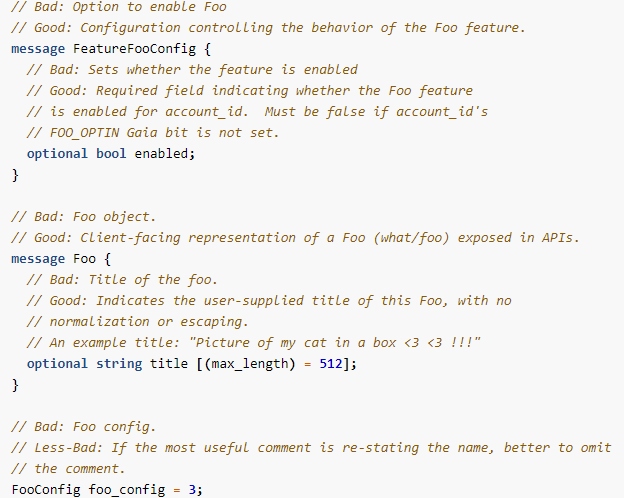 // Bad: Option to enable Foo
// Good: Configuration controlling the behavior of the Foo feature.
message FeatureFooConfig {
  // Bad: Sets whether the feature is enabled
  // Good: Required field indicating whether the Foo feature
  // is enabled for account_id.  Must be false if account_id's
  // FOO_OPTIN Gaia bit is not set.
  optional bool enabled;
}

// Bad: Foo object.
// Good: Client-facing representation of a Foo (what/foo) exposed in APIs.
message Foo {
  // Bad: Title of the foo.
  // Good: Indicates the user-supplied title of this Foo, with no
  // normalization or escaping.
  // An example title: "Picture of my cat in a box <3 <3 !!!"
  optional string title [(max_length) = 512];
}

// Bad: Foo config.
// Less-Bad: If the most useful comment is re-stating the name, better to omit
// the comment.
FooConfig foo_config = 3;